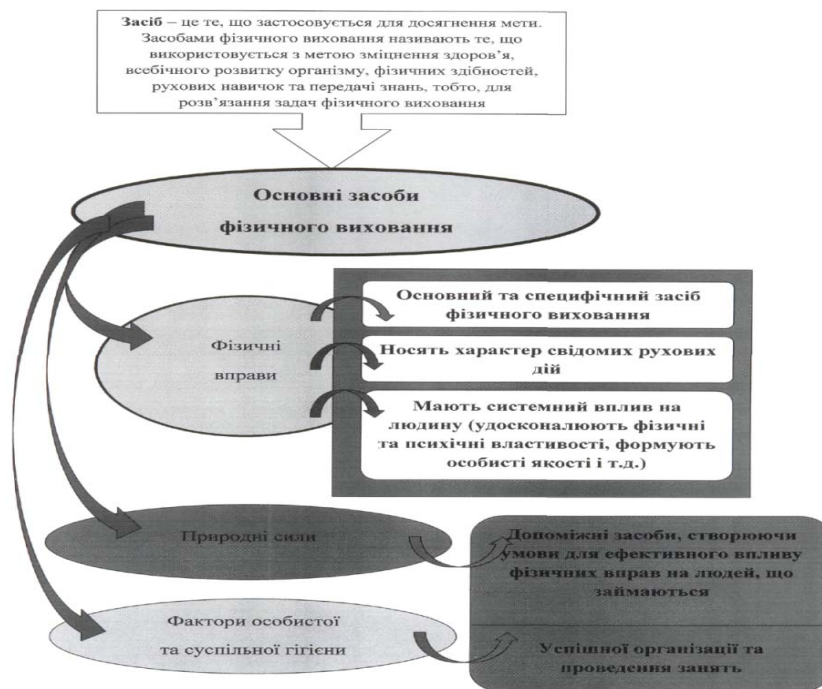 Засіб – це те, що застосовується для досягнення мети.
Засобами фізичного виховання називають те, що
використовується з метою зміцнення здоров’я,
всебічного розвитку організму, фізичних здібностей,
рухових навичок та передачі знань, тобто, для
розв’язання задач фізичного виховання
Основні засоби
фізичного виховання
Фізичні
вправи
Основний та специфічний засіб
фізичного виховання
Носять характер свідомих рухових
дій
Мають системний вплив на
людину (удосконалюють фізичні
та психічні властивості, формують
особисті якості і т.д.)
Природні сили
Допоміжні засоби, створюючи
умови для ефективного впливу
фізичних вправ на людей, що
займаються
Фактори особистої
та суспільної гігієни
Успішної організації та
проведення занять